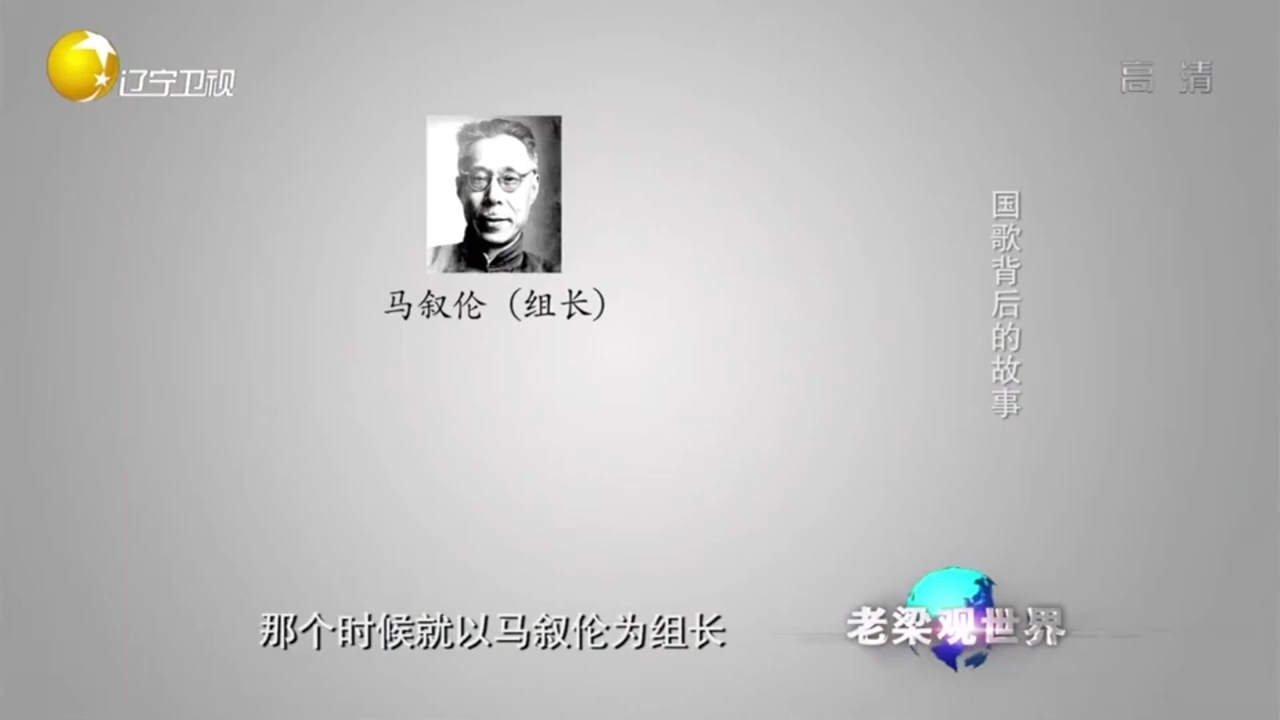 辽宁卫视
高清
马叙伦（组长）
国歌背后的故事
那个时候就以马叙伦为组长
老梁观世界